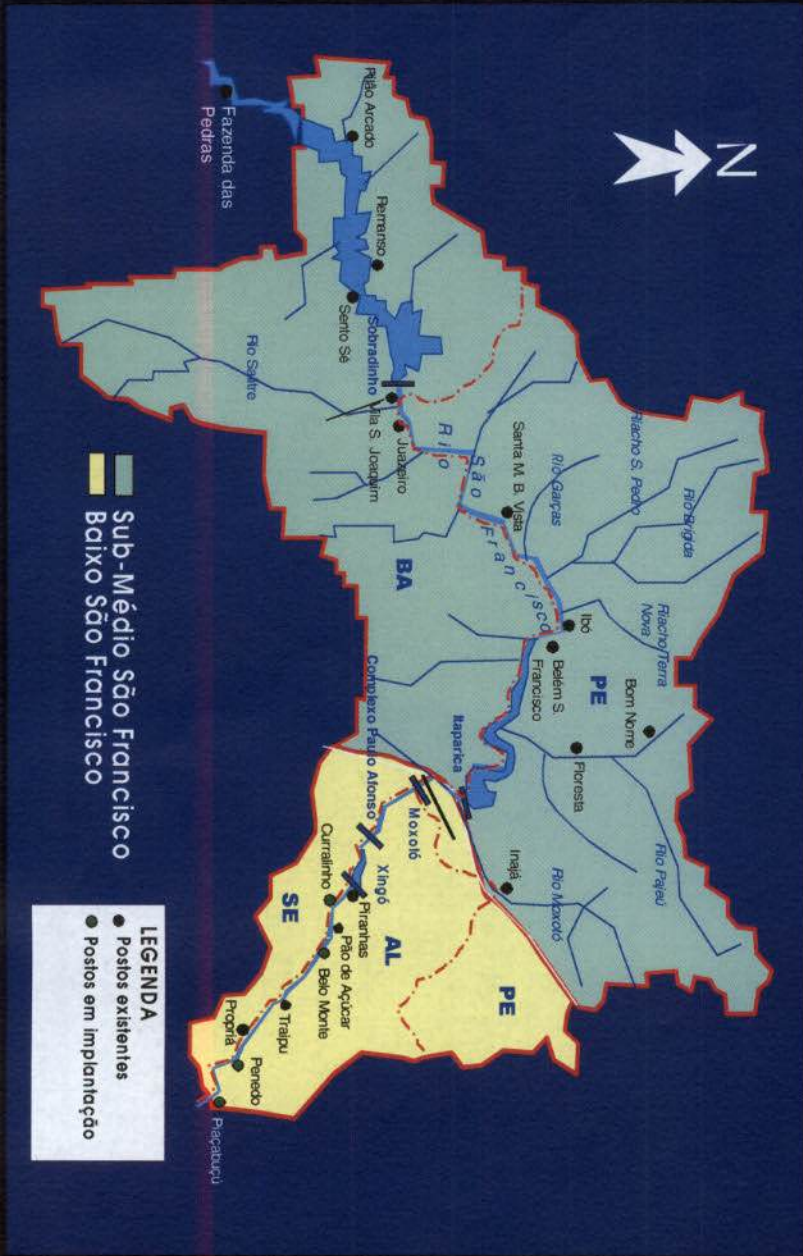 N
Pilão Arcado
Fazenda das
Pedras
Remanso
Sento Sé
Sobradinho
Vila S. Joaquim
Juazeiro
Rio Salitre
Rio São Francisco
Santa M. B. Vista
Rio Garças
Riacho S. Pedro
Rio Brígida
Riacho Terra
Nova
BA
Ibó
Belém S.
Francisco
PE
Bom Nome
Floresta
Itaparica
Rio Pajeú
Inajá
Rio Moxotó
Complexo Paulo Afonso
Moxotó
Xingó
Curralinho
Piranhas
Pão de Açúcar
Belo Monte
SE
AL
PE
Traipu
Propriá
Penedo
Piaçabuçú
Sub-Médio São Francisco
Baixo São Francisco
LEGENDA
Postos existentes
Postos em implantação